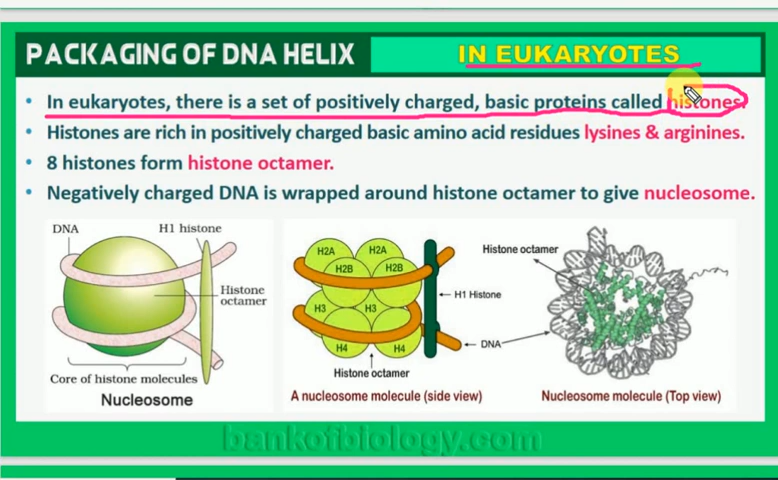 PACKAGING OF DNA HELIX
IN EUKARYOTES
• In eukaryotes, there is a set of positively charged, basic proteins called histones.
• Histones are rich in positively charged basic amino acid residues lysines & arginines.
• 8 histones form histone octamer.
• Negatively charged DNA is wrapped around histone octamer to give nucleosome.
DNA
H1 histone
Histone
octamer
Core of histone molecules
Nucleosome
H2A
H2A
H2B
H2B
H3
H3
H4
H4
H1 Histone
DNA
Histone octamer
A nucleosome molecule (side view)
Histone octamer
Nucleosome molecule (Top view)
bankofbiology.com